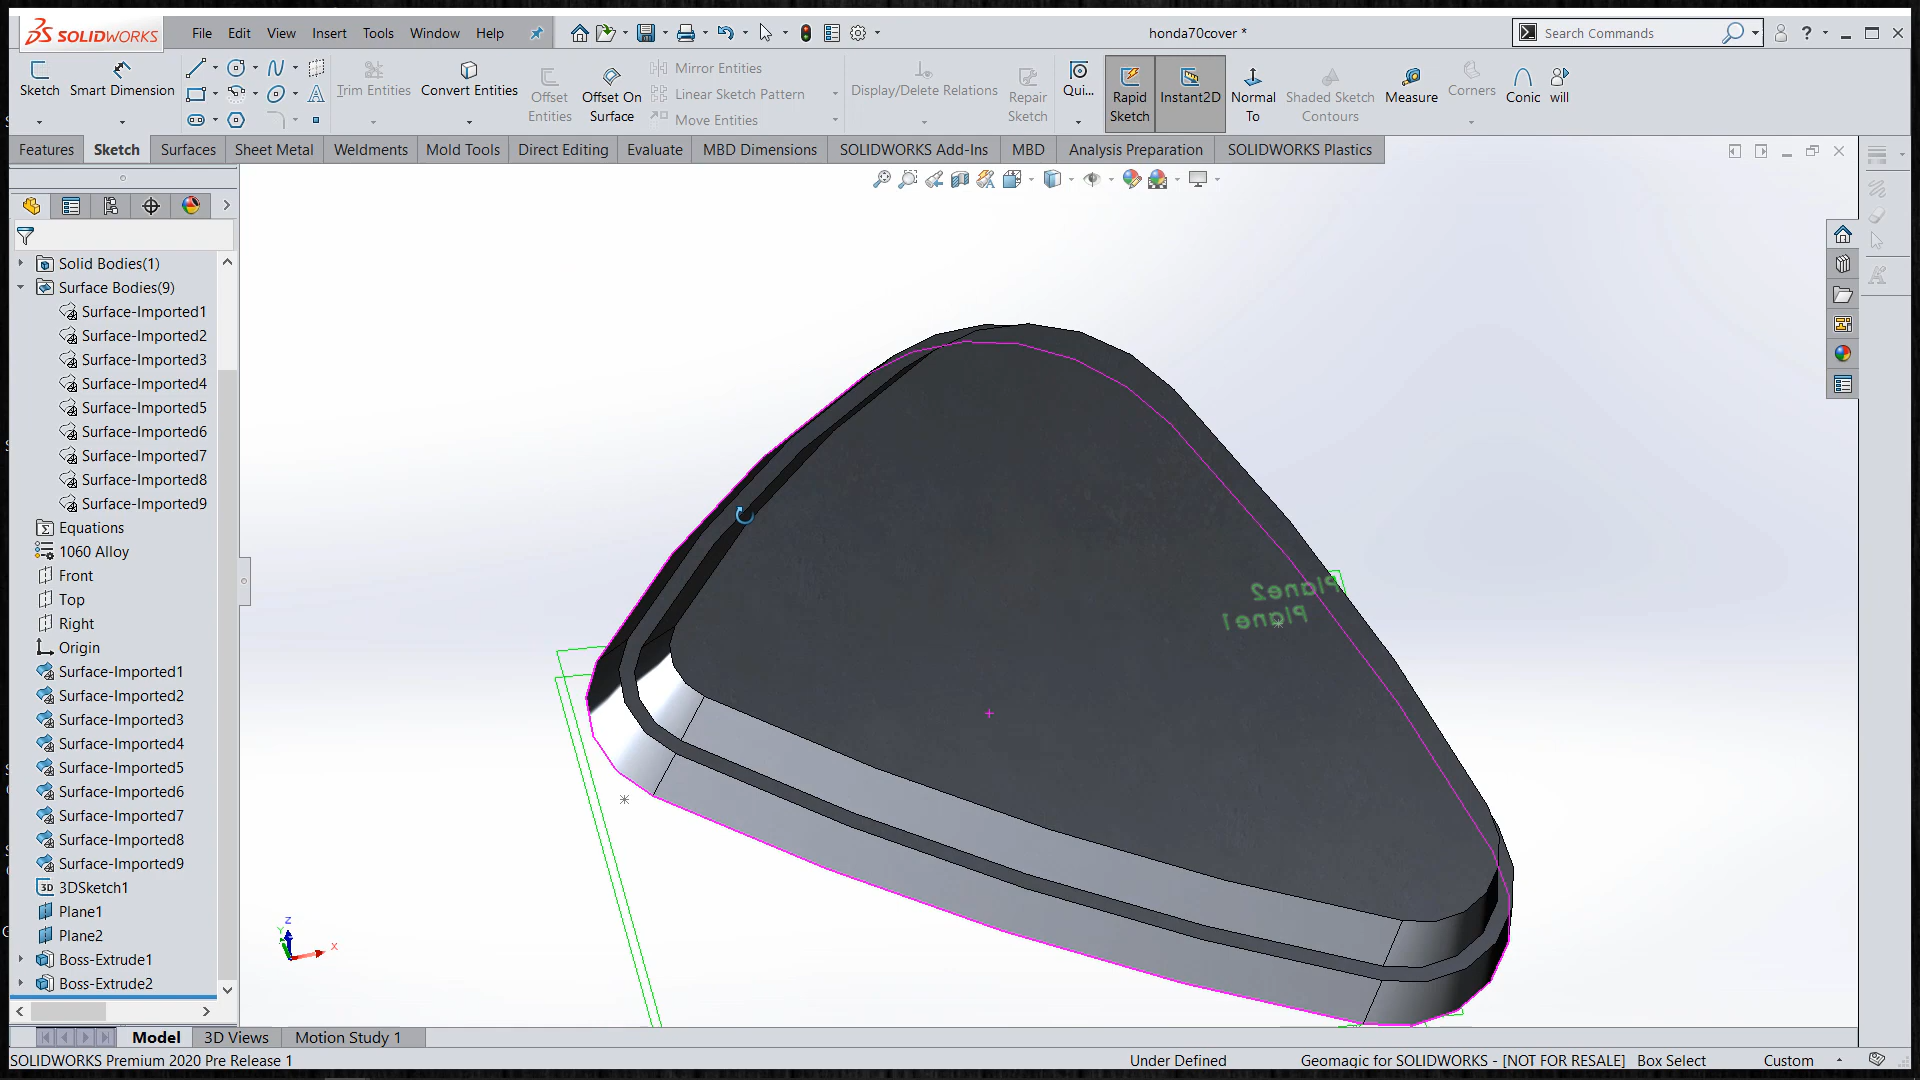 SOLIDWORKS File Edit View Insert Tools Window Help honda70cover * Search Commands ?
Sketch Smart Dimension Trim Entities Convert Entities Offset Entities Offset On Surface Mirror Entities Linear Sketch Pattern Move Entities Display/Delete Relations Repair Sketch Qui... Rapid Sketch Instant2D Normal To Shaded Sketch Contours Measure Corners Conic will
Features Sketch Surfaces Sheet Metal Weldments Mold Tools Direct Editing Evaluate MBD Dimensions SOLIDWORKS Add-Ins MBD Analysis Preparation SOLIDWORKS Plastics
Solid Bodies(1)
Surface Bodies(9)
Surface-Imported1
Surface-Imported2
Surface-Imported3
Surface-Imported4
Surface-Imported5
Surface-Imported6
Surface-Imported7
Surface-Imported8
Surface-Imported9
Equations
1060 Alloy
Front
Top
Right
Origin
Surface-Imported1
Surface-Imported2
Surface-Imported3
Surface-Imported4
Surface-Imported5
Surface-Imported6
Surface-Imported7
Surface-Imported8
Surface-Imported9
3D 3DSketch1
Plane1
Plane2
Boss-Extrude1
Boss-Extrude2
Plane2
Plane1
Z
Y
X
Model 3D Views Motion Study 1
SOLIDWORKS Premium 2020 Pre Release 1 Under Defined Geomagic for SOLIDWORKS - [NOT FOR RESALE] Box Select Custom